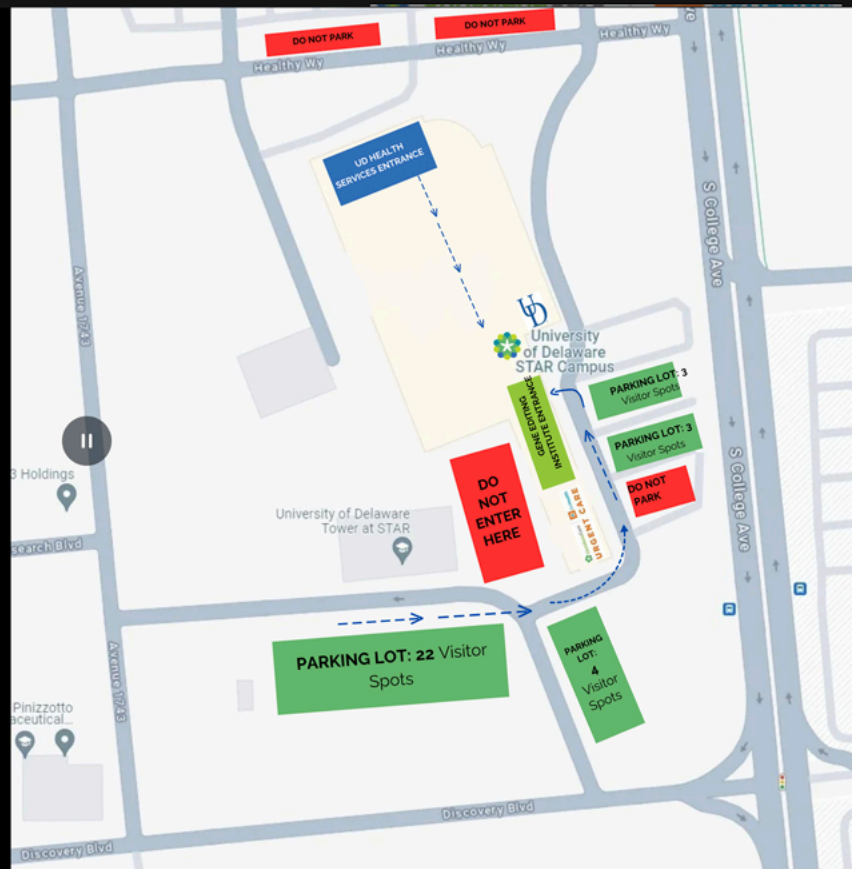 DO NOT PARK
DO NOT PARK
Healthy Wy
Healthy Wy
Healthy Wy
ve
UD HEALTH
SERVICES ENTRANCE
S College Ave
Avenue 1743
UD
University
of Delaware
STAR Campus
GENE EDITING
INSTITUTE ENTRANCE
PARKING LOT: 3
Visitor Spots
PARKING LOT: 3
Visitor Spots
DO NOT
PARK
S College Ave
3 Holdings
DO
NOT
ENTER
HERE
URGENT CARE
University of Delaware
Tower at STAR
search Blvd
PARKING LOT: 22 Visitor
Spots
PARKING
LOT:
4
Visitor
Spots
Avenue 1743
Pinizzotto
aceutical...
Discovery Blvd
Discovery Blvd